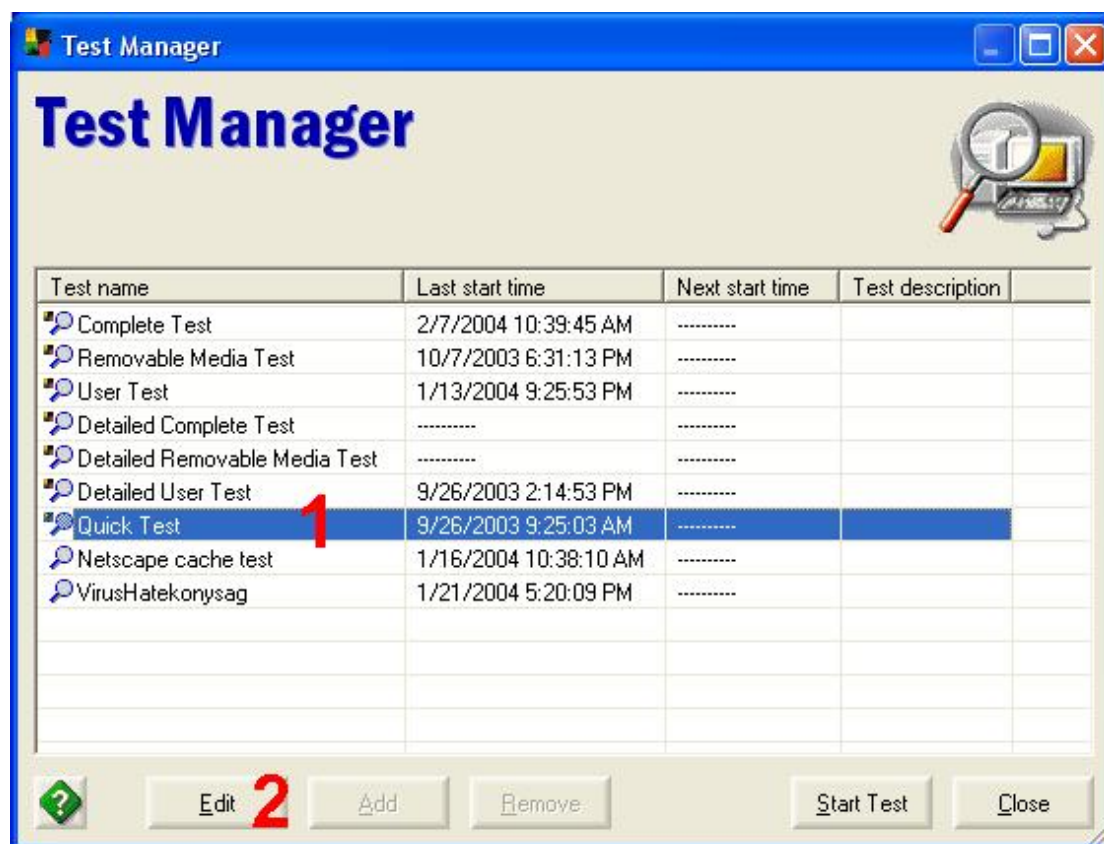 Test Manager
Test Manager
Test name Last start time Next start time Test description
Complete Test 2/7/2004 10:39:45 AM ----------
Removable Media Test 10/7/2003 6:31:13 PM ----------
User Test 1/13/2004 9:25:53 PM ----------
Detailed Complete Test ---------- ----------
Detailed Removable Media Test ---------- ----------
Detailed User Test 9/26/2003 2:14:53 PM ----------
Quick Test 1 9/26/2003 9:25:03 AM ----------
Netscape cache test 1/16/2004 10:38:10 AM ----------
VirusHatekonysag 1/21/2004 5:20:09 PM ----------
? Edit 2 Add Remove Start Test Close